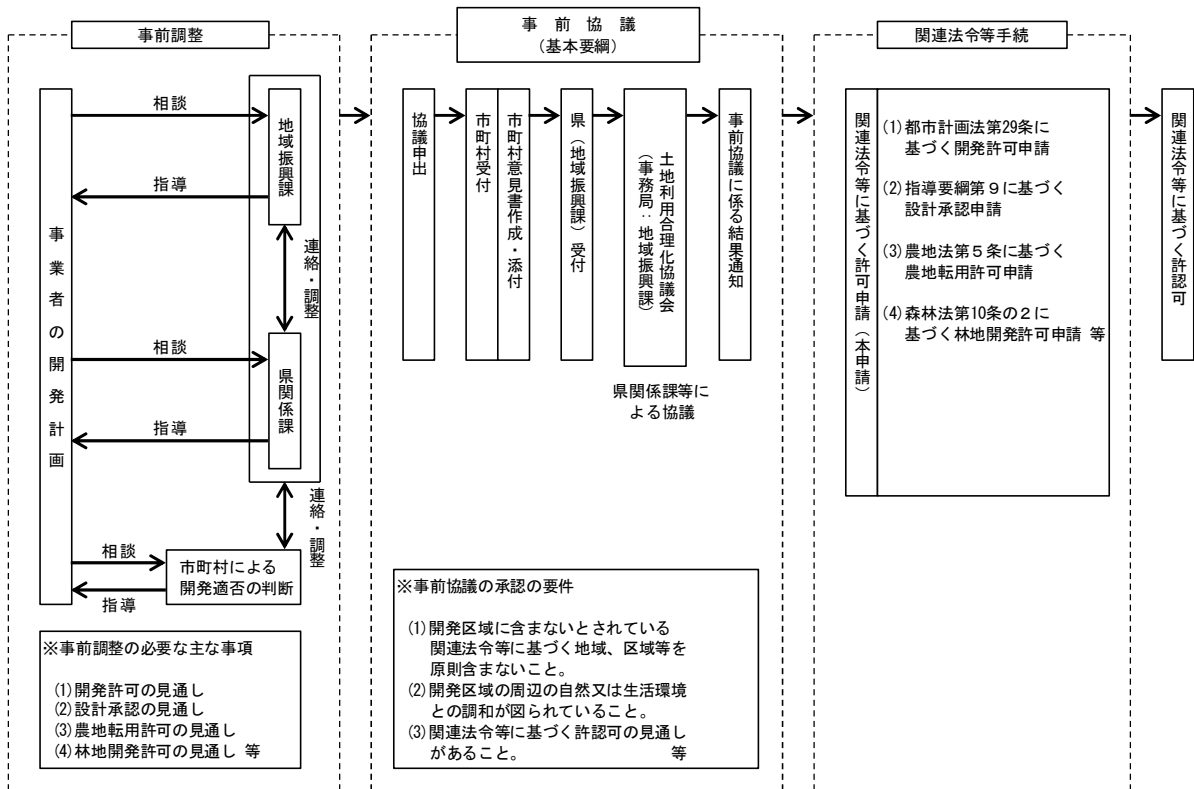 事前調整
事業者の開発計画
相談
指導
地域振興課
連絡・調整
相談
指導
県関係課
連絡・調整
相談
指導
市町村による
開発適否の判断
※事前調整の必要な主な事項
(1)開発許可の見通し
(2)設計承認の見通し
(3)農地転用許可の見通し
(4)林地開発許可の見通し 等
事 前 協 議
(基本要綱)
協議申出
市町村受付
市町村意見書作成・添付
県(地域振興課)受付
土地利用合理化協議会
(事務局:地域振興課)
県関係課等に
よる協議
事前協議に係る結果通知
※事前協議の承認の要件
(1)開発区域に含まないとされている
関連法令等に基づく地域、区域等を
原則含まないこと。
(2)開発区域の周辺の自然又は生活環境
との調和が図られていること。
(3)関連法令等に基づく許認可の見通し
があること。 等
関連法令等手続
関連法令等に基づく許可申請(本申請)
(1)都市計画法第29条に
基づく開発許可申請
(2)指導要綱第9に基づく
設計承認申請
(3)農地法第5条に基づく
農地転用許可申請
(4)森林法第10条の2に
基づく林地開発許可申請 等
関連法令等に基づく許認可